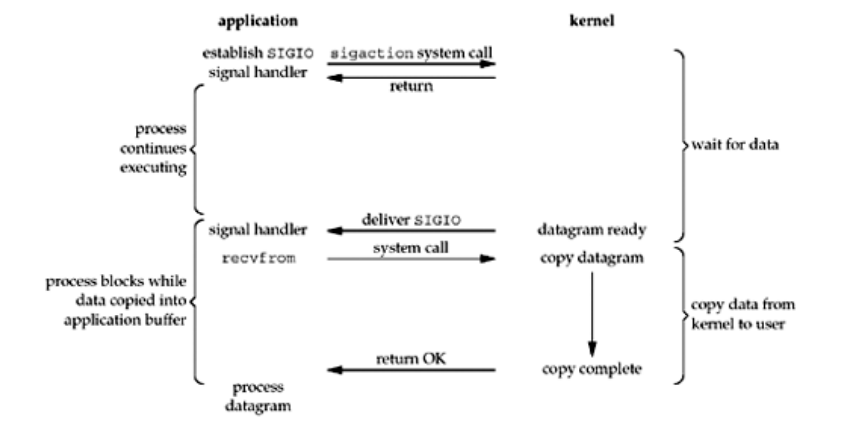 application
kernel
establish SIGIO
signal handler
sigaction system call
return
process
continues
executing
wait for data
signal handler
deliver SIGIO
datagram ready
recvfrom
system call
copy datagram
process blocks while
data copied into
application buffer
copy data from
kernel to user
return OK
copy complete
process
datagram